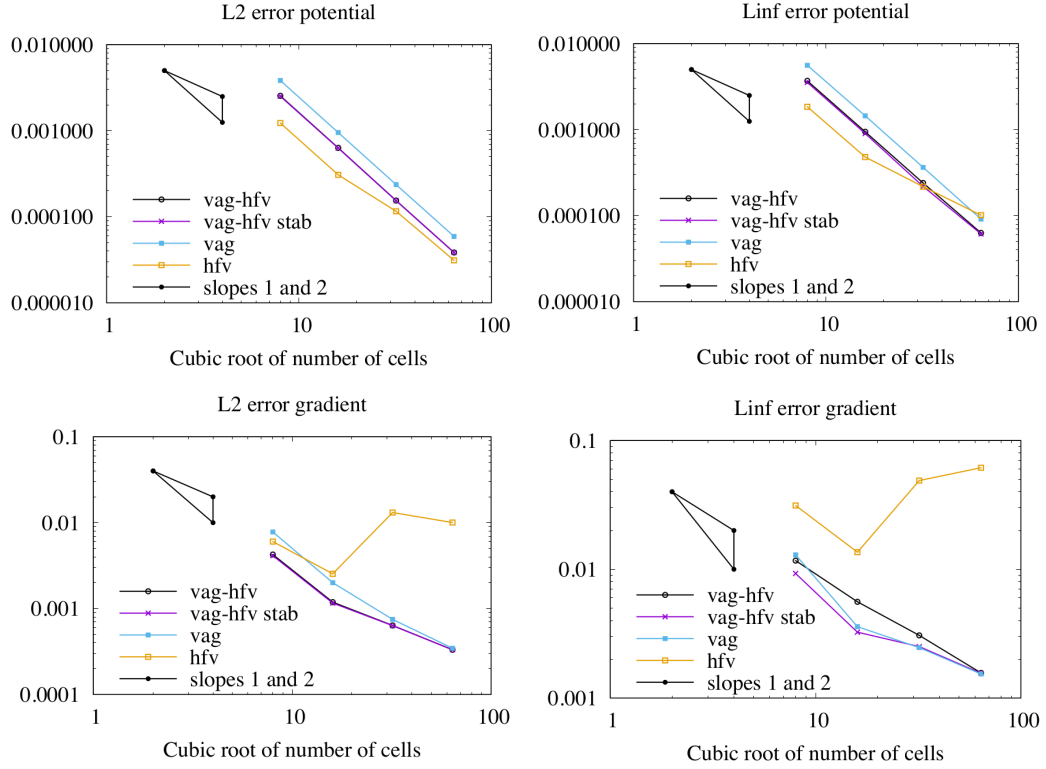 L2 error potential
0.010000
0.001000
0.000100
0.000010
vag-hfv
vag-hfv stab
vag
hfv
slopes 1 and 2
1
10
100
Cubic root of number of cells
Linf error potential
0.010000
0.001000
0.000100
0.000010
vag-hfv
vag-hfv stab
vag
hfv
slopes 1 and 2
1
10
100
Cubic root of number of cells
L2 error gradient
0.1
0.01
0.001
0.0001
vag-hfv
vag-hfv stab
vag
hfv
slopes 1 and 2
1
10
100
Cubic root of number of cells
Linf error gradient
0.1
0.01
0.001
vag-hfv
vag-hfv stab
vag
hfv
slopes 1 and 2
1
10
100
Cubic root of number of cells